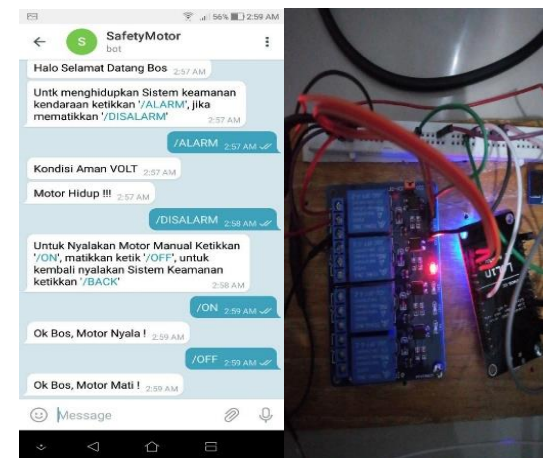 56% 2:59 AM
SafetyMotor
S
bot
Halo Selamat Datang Bos 2:57 AM
Untk menghidupkan Sistem keamanan
kendaraan ketikkan '/ALARM', jika
mematikkan '/DISALARM' 2:57 AM
/ALARM 2:57 AM
Kondisi Aman VOLT 2:57 AM
Motor Hidup !!! 2:57 AM
/DISALARM 2:58 AM
Untuk Nyalakan Motor Manual Ketikkan
'/ON', matikkan ketik '/OFF', untuk
kembali nyalakan Sistem Keamanan
ketikkan '/BACK' 2:58 AM
/ON 2:59 AM
Ok Bos, Motor Nyala ! 2:59 AM
/OFF 2:59 AM
Ok Bos, Motor Mati ! 2:59 AM
Message